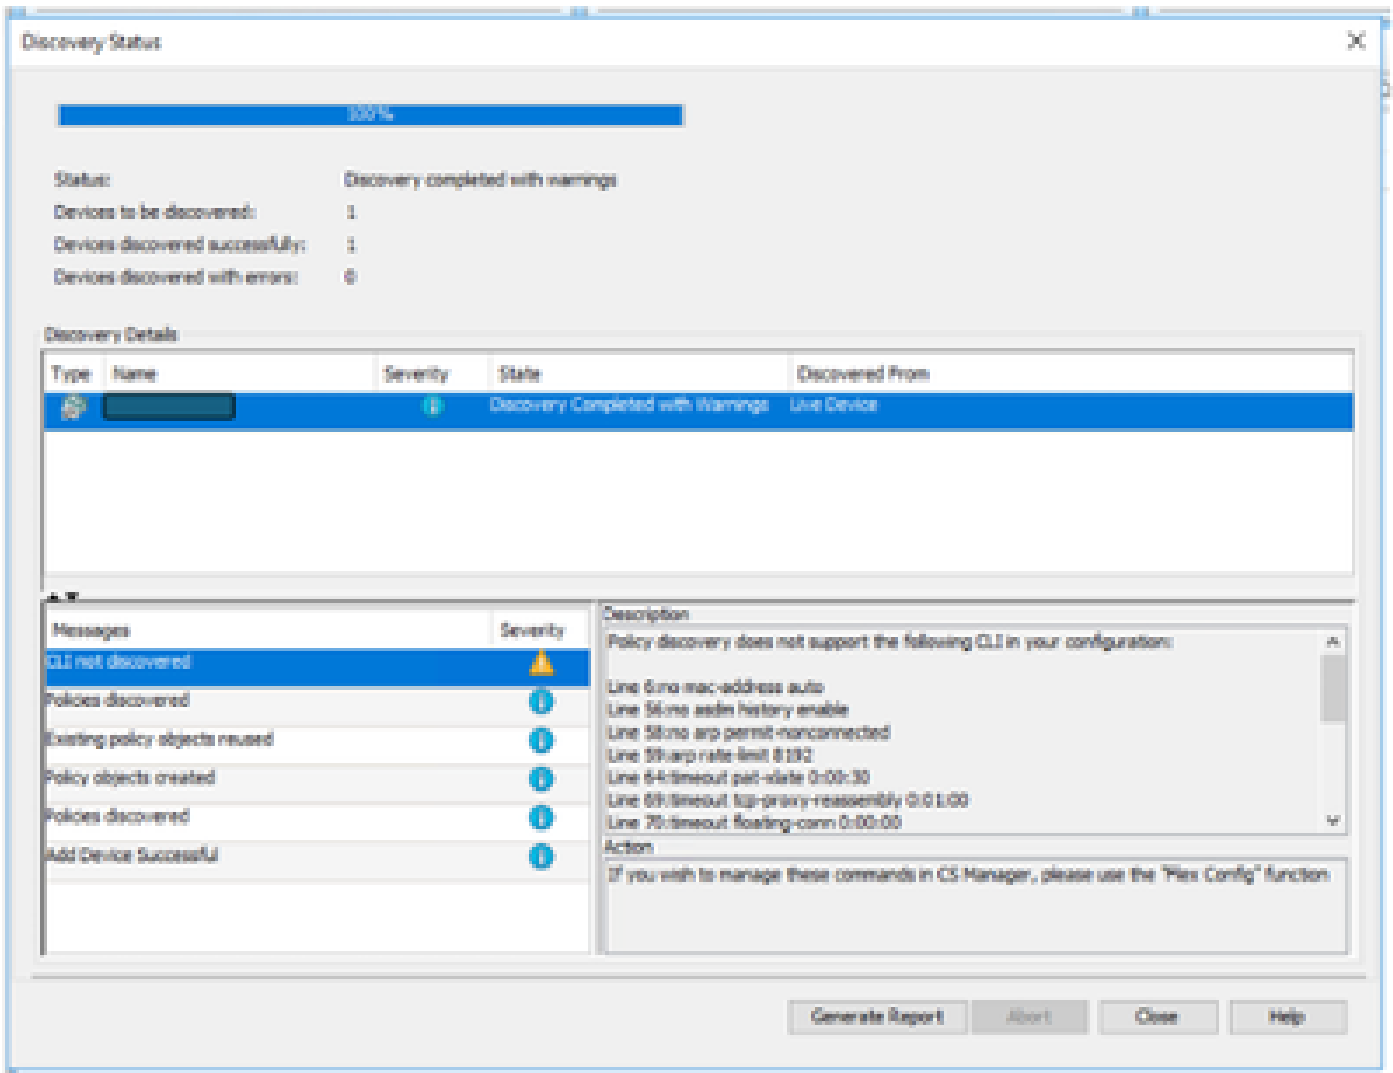 Discovery Status
100%
Status: Discovery completed with warnings
Devices to be discovered: 1
Devices discovered successfully: 1
Devices discovered with errors: 0
Discovery Details
Type Name Severity State Discovered From
Discovery Completed with Warnings Live Device
Messages Severity
CLI not discovered
Policies discovered
Existing policy objects reused
Policy objects created
Policies discovered
Add Device Successful
Description
Policy discovery does not support the following CLI in your configuration:
Line 6:no mac-address auto
Line 56:no asdm history enable
Line 58:no arp permit-nonconnected
Line 59:arp rate-limit 8192
Line 64:timeout pat-xlate 0:00:30
Line 69:timeout tcp-proxy-reassembly 0:01:00
Line 70:timeout floating-conn 0:00:00
Action
If you wish to manage these commands in CS Manager, please use the "Flex Config" function
Generate Report Abort Close Help